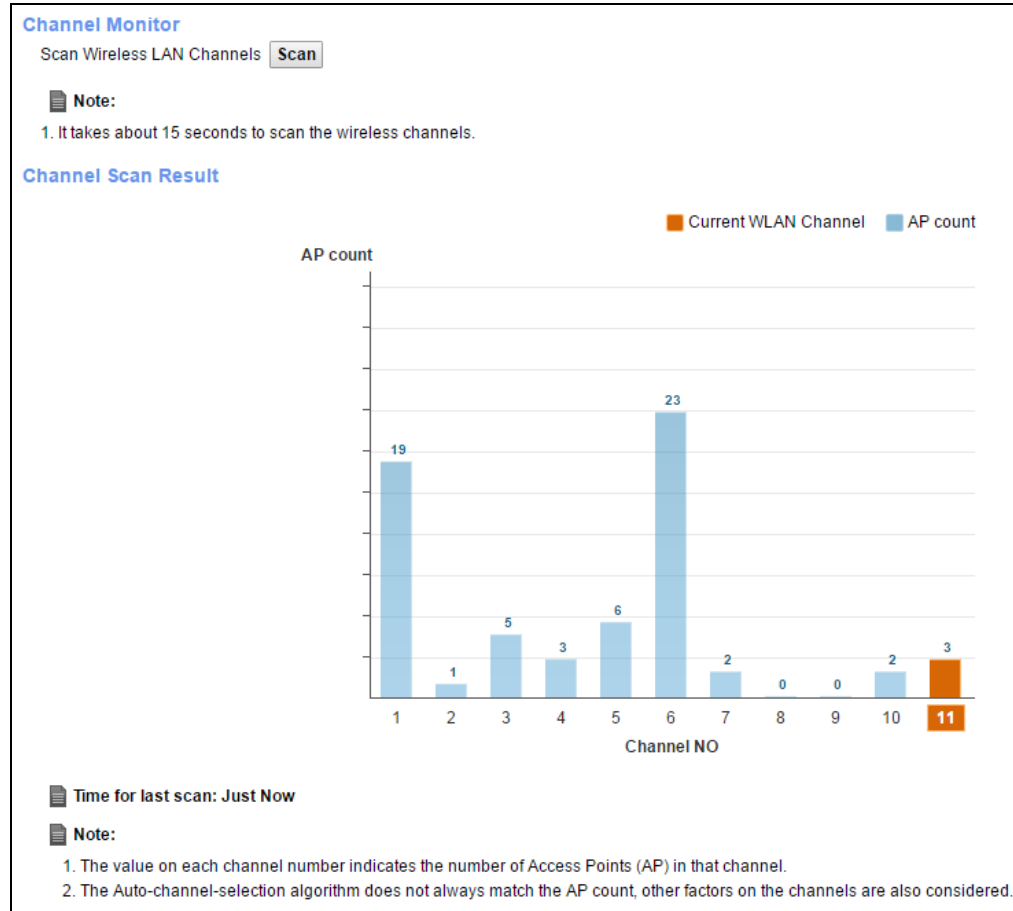 Channel Monitor
Scan Wireless LAN Channels Scan
Note:
1. It takes about 15 seconds to scan the wireless channels.
Channel Scan Result
Current WLAN Channel AP count
AP count
23
19
6
5
3
3
2
2
1
0 0
1 2 3 4 5 6 7 8 9 10 11
Channel NO
Time for last scan: Just Now
Note:
1. The value on each channel number indicates the number of Access Points (AP) in that channel.
2. The Auto-channel-selection algorithm does not always match the AP count, other factors on the channels are also considered.